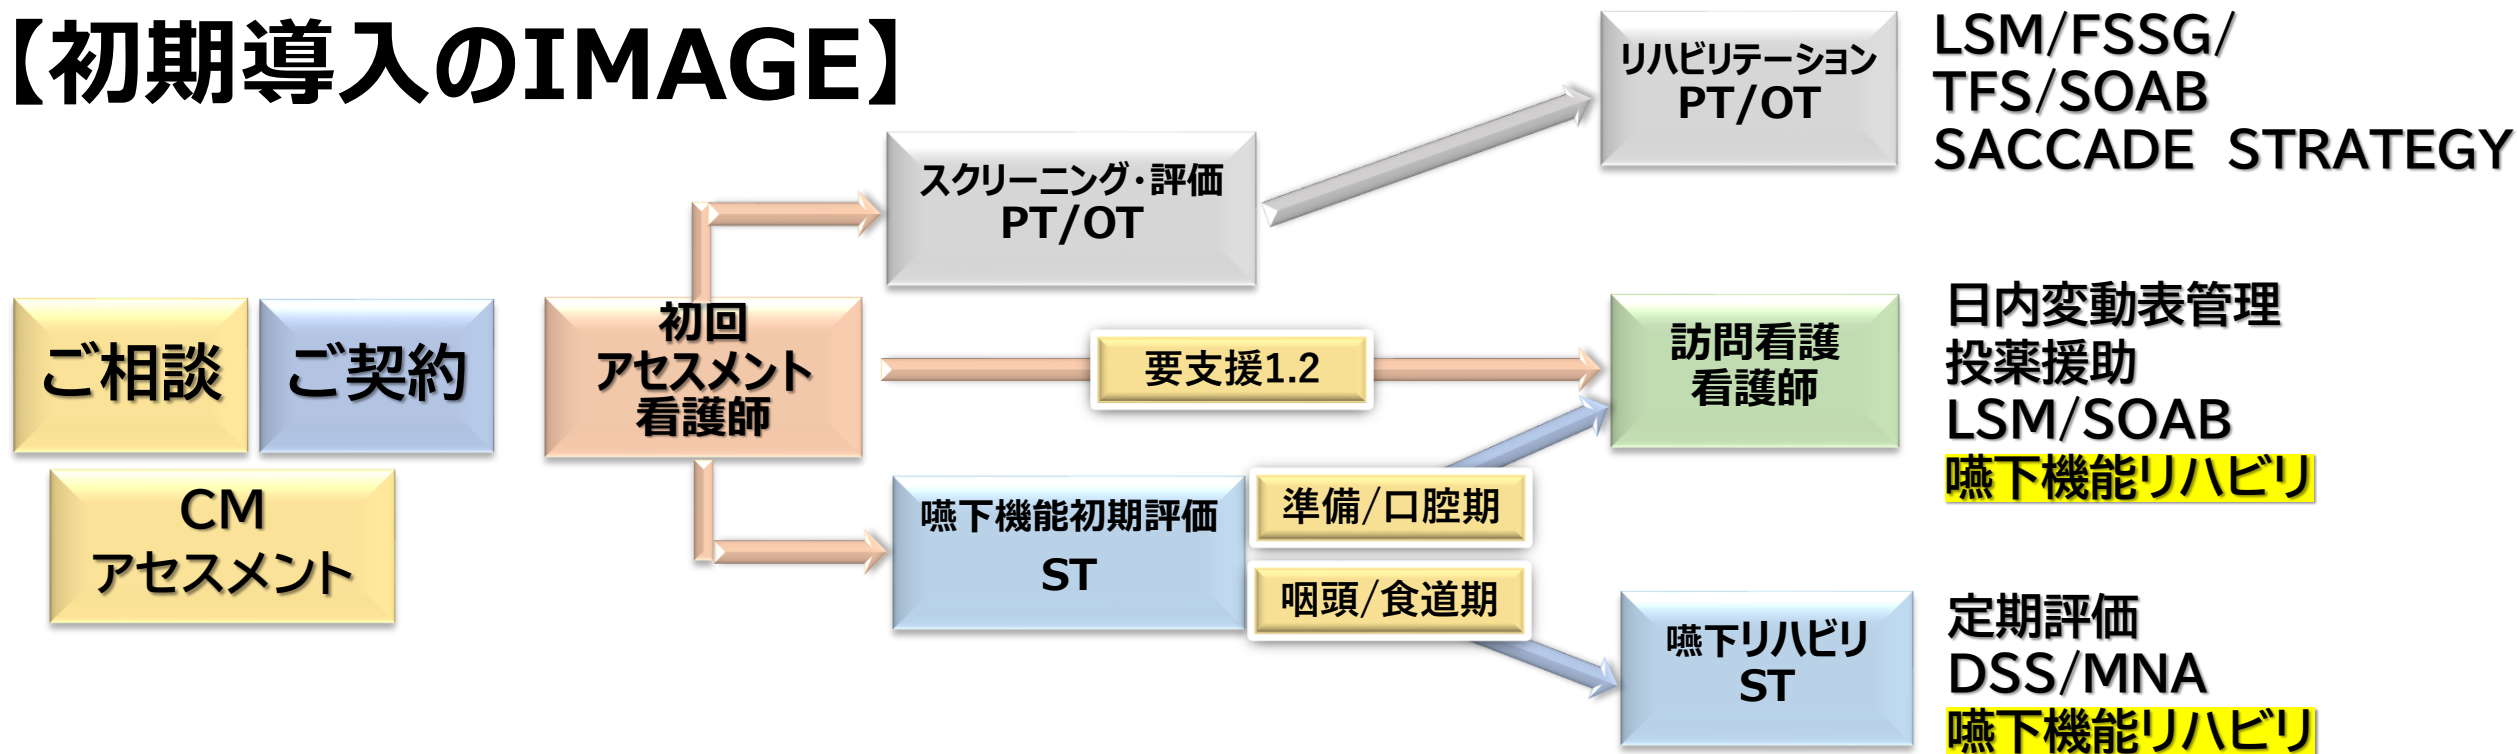 【初期導入のIMAGE】
ご相談
ご契約
CM
アセスメント
初回
アセスメント
看護師
スクリーニング・評価
PT/OT
リハビリテーション
PT/OT
LSM/FSSG/
TFS/SOAB
SACCADE STRATEGY
要支援1.2
訪問看護
看護師
日内変動表管理
投薬援助
LSM/SOAB
嚥下機能リハビリ
嚥下機能初期評価
ST
準備/口腔期
咽頭/食道期
嚥下リハビリ
ST
定期評価
DSS/MNA
嚥下機能リハビリ